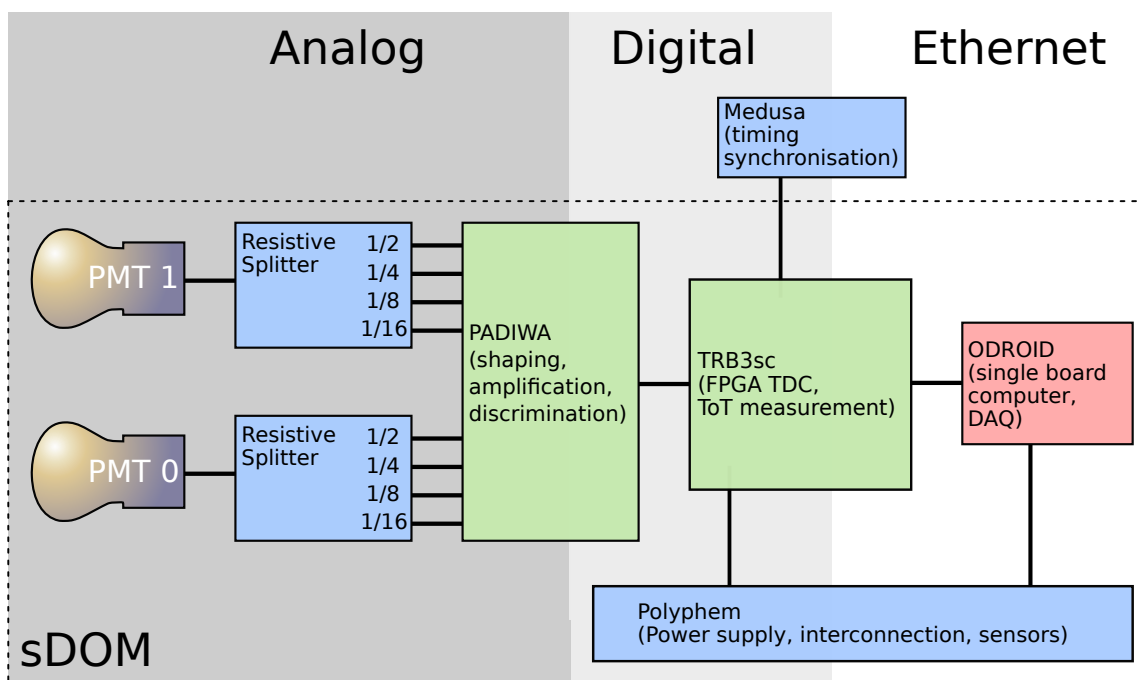 Analog
Digital
Ethernet
Medusa
(timing
synchronisation)
PMT 1
Resistive
Splitter
1/2
1/4
1/8
1/16
PADIWA
(shaping,
amplification,
discrimination)
TRB3sc
(FPGA TDC,
ToT measurement)
ODROID
(single board
computer,
DAQ)
PMT 0
Resistive
Splitter
1/2
1/4
1/8
1/16
Polyphem
(Power supply, interconnection, sensors)
sDOM